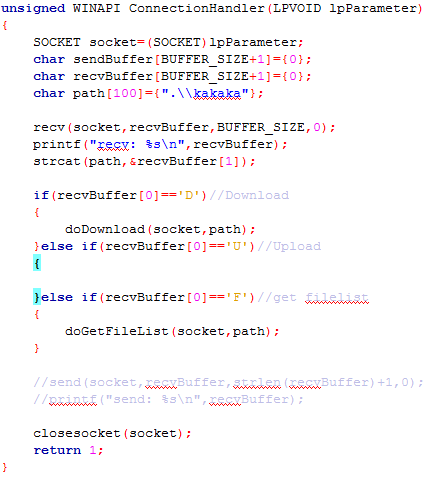 unsigned WINAPI ConnectionHandler(LPVOID lpParameter)
{
    SOCKET socket=(SOCKET)lpParameter;
    char sendBuffer[BUFFER_SIZE+1]={0};
    char recvBuffer[BUFFER_SIZE+1]={0};
    char path[100]={".\\kakaka"};

    recv(socket,recvBuffer,BUFFER_SIZE,0);
    printf("recv: %s\n",recvBuffer);
    strcat(path,&recvBuffer[1]);

    if(recvBuffer[0]=='D')//Download
    {
        doDownload(socket,path);
    }else if(recvBuffer[0]=='U')//Upload
    {

    }else if(recvBuffer[0]=='F')//get filelist
    {
        doGetFileList(socket,path);
    }

    //send(socket,recvBuffer,strlen(recvBuffer)+1,0);
    //printf("send: %s\n",recvBuffer);

    closesocket(socket);
    return 1;
}